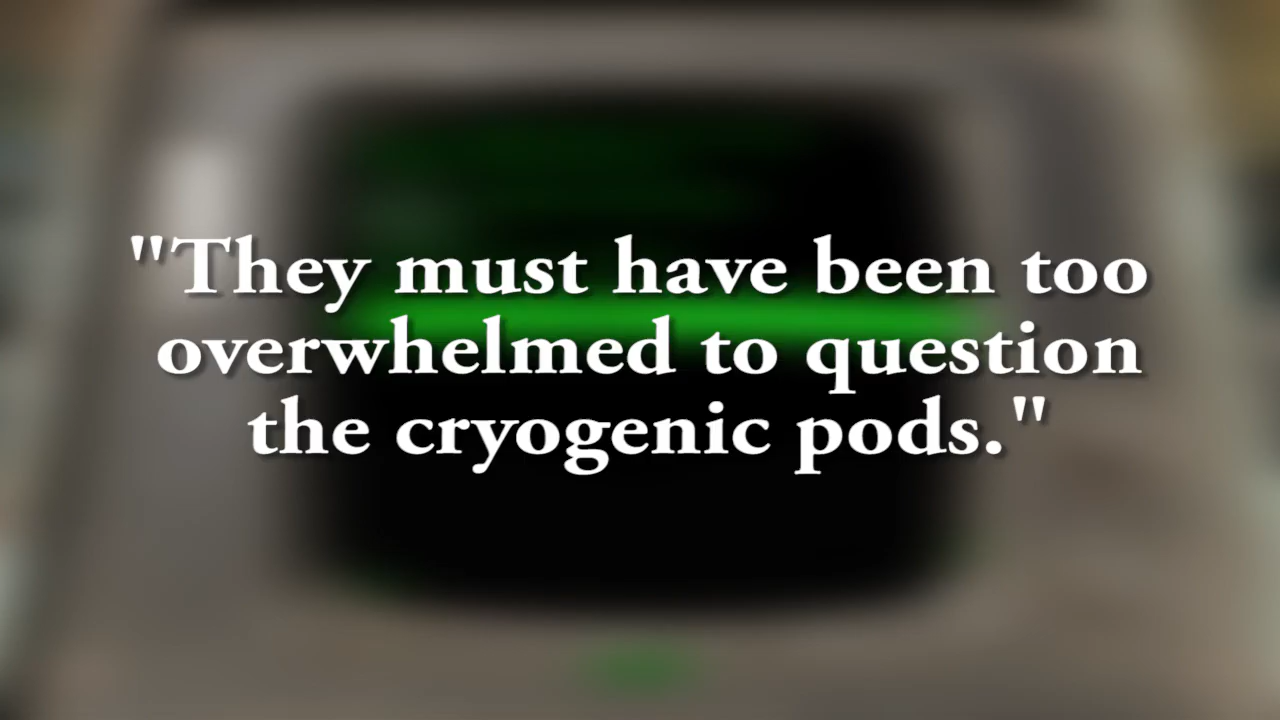 "They must have been too
overwhelmed to question
the cryogenic pods."